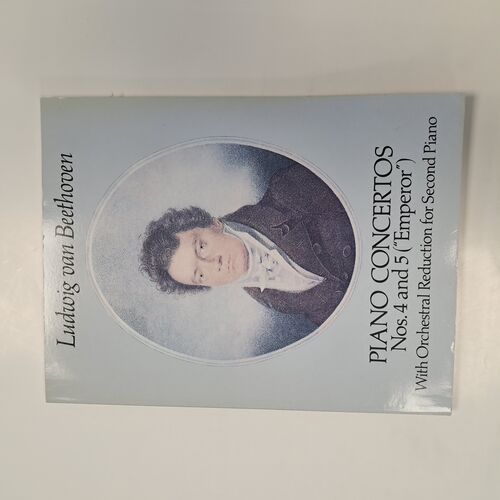 Ludwig van Beethoven
PIANO CONCERTOS
Nos. 4 and 5 ("Emperor")
With Orchestral Reduction for Second Piano